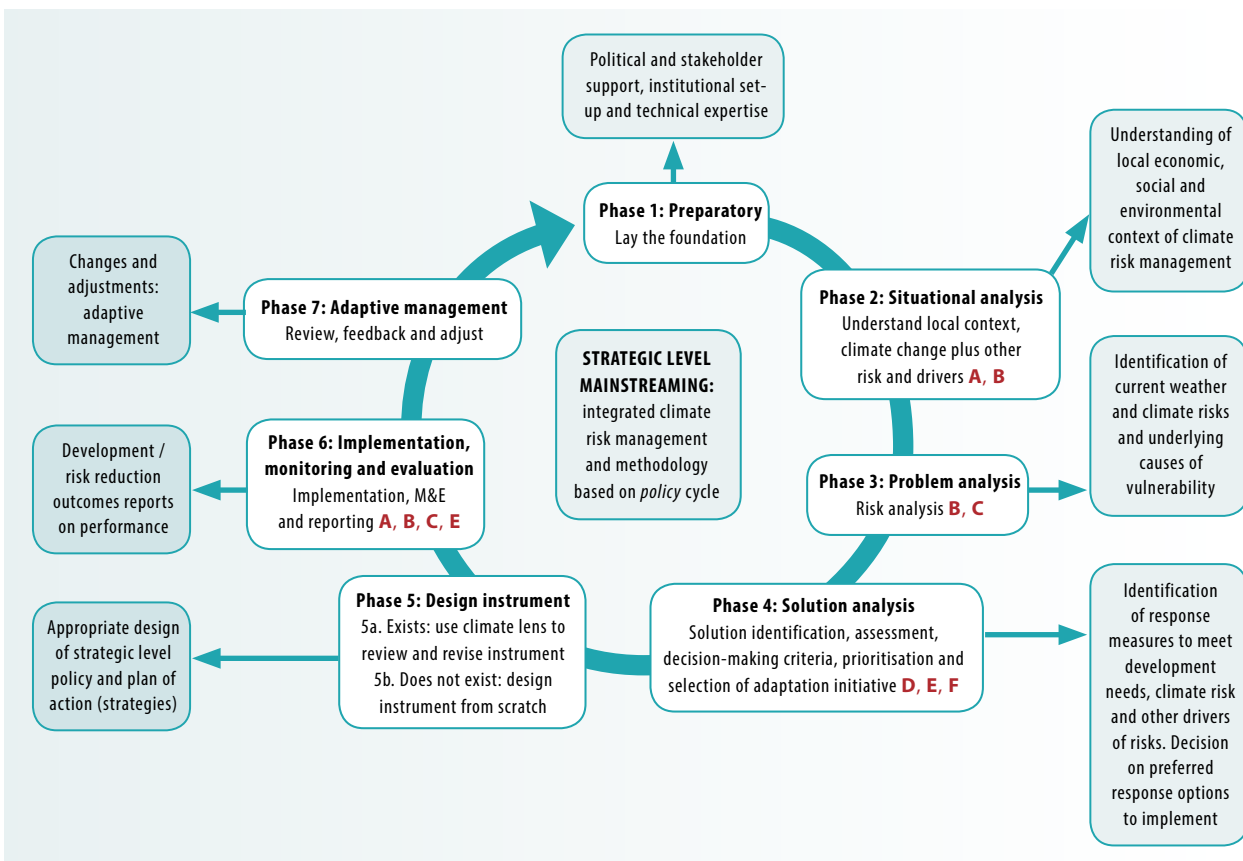 Political and stakeholder
support, institutional set-
up and technical expertise
Phase 1: Preparatory
Lay the foundation
Understanding of
local economic,
social and
environmental
context of climate
risk management
Phase 2: Situational analysis
Understand local context,
climate change plus other
risk and drivers A, B
Identification of
current weather
and climate risks
and underlying
causes of
vulnerability
Phase 3: Problem analysis
Risk analysis B, C
Identification
of response
measures to meet
development
needs, climate risk
and other drivers
of risks. Decision
on preferred
response options
to implement
Phase 4: Solution analysis
Solution identification, assessment,
decision-making criteria, prioritisation and
selection of adaptation initiative D, E, F
Phase 5: Design instrument
5a. Exists: use climate lens to
review and revise instrument
5b. Does not exist: design
instrument from scratch
Appropriate design
of strategic level
policy and plan of
action (strategies)
Phase 6: Implementation,
monitoring and evaluation
Implementation, M&E
and reporting A, B, C, E
Development /
risk reduction
outcomes reports
on performance
Phase 7: Adaptive management
Review, feedback and adjust
Changes and
adjustments:
adaptive
management
STRATEGIC LEVEL
MAINSTREAMING:
integrated climate
risk management
and methodology
based on policy cycle